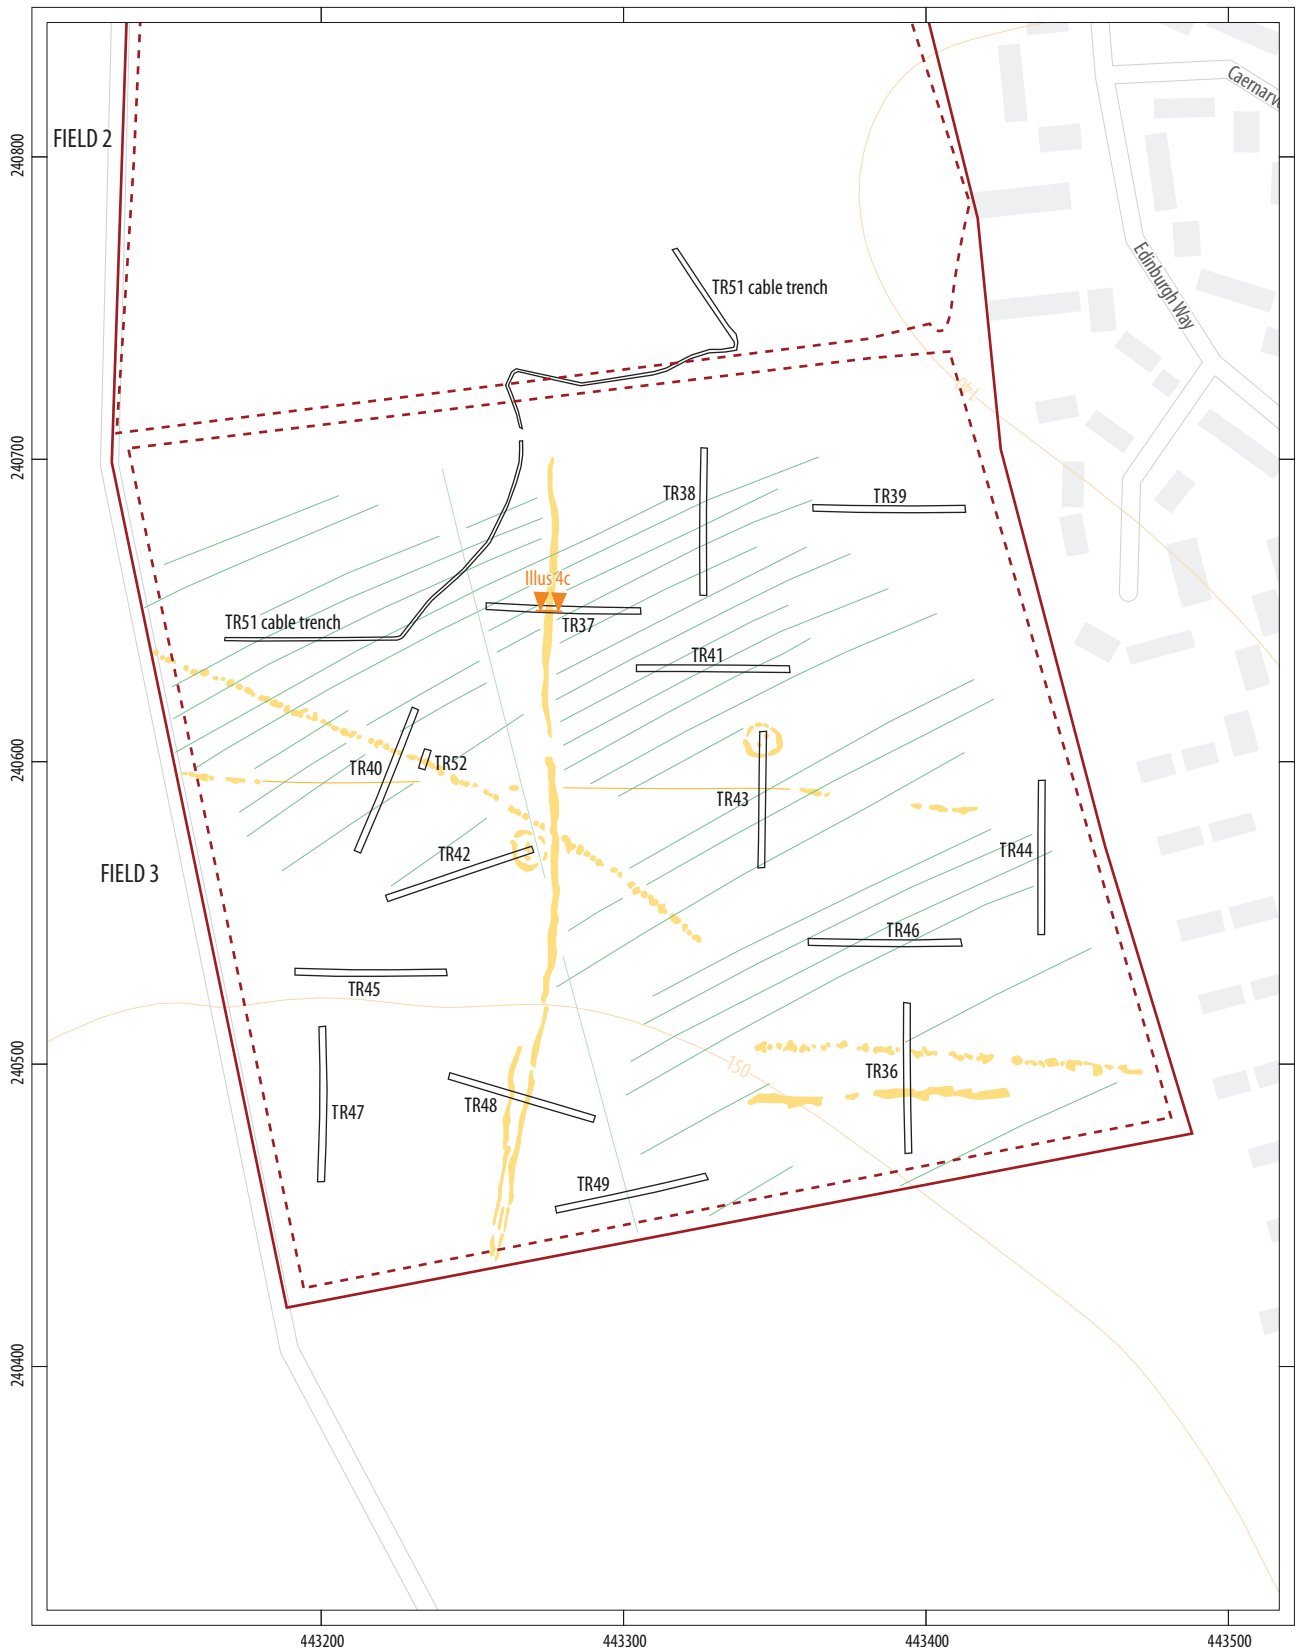 Caernarv
FIELD 2
240800
Edinburgh Way
TR51 cable trench
140
240700
TR38
TR39
Illus 4c
TR51 cable trench
TR37
TR41
240600
TR40
TR52
TR43
TR42
TR44
FIELD 3
TR46
TR45
240500
150
TR36
TR48
TR47
TR49
240400
443200
443300
443400
443500